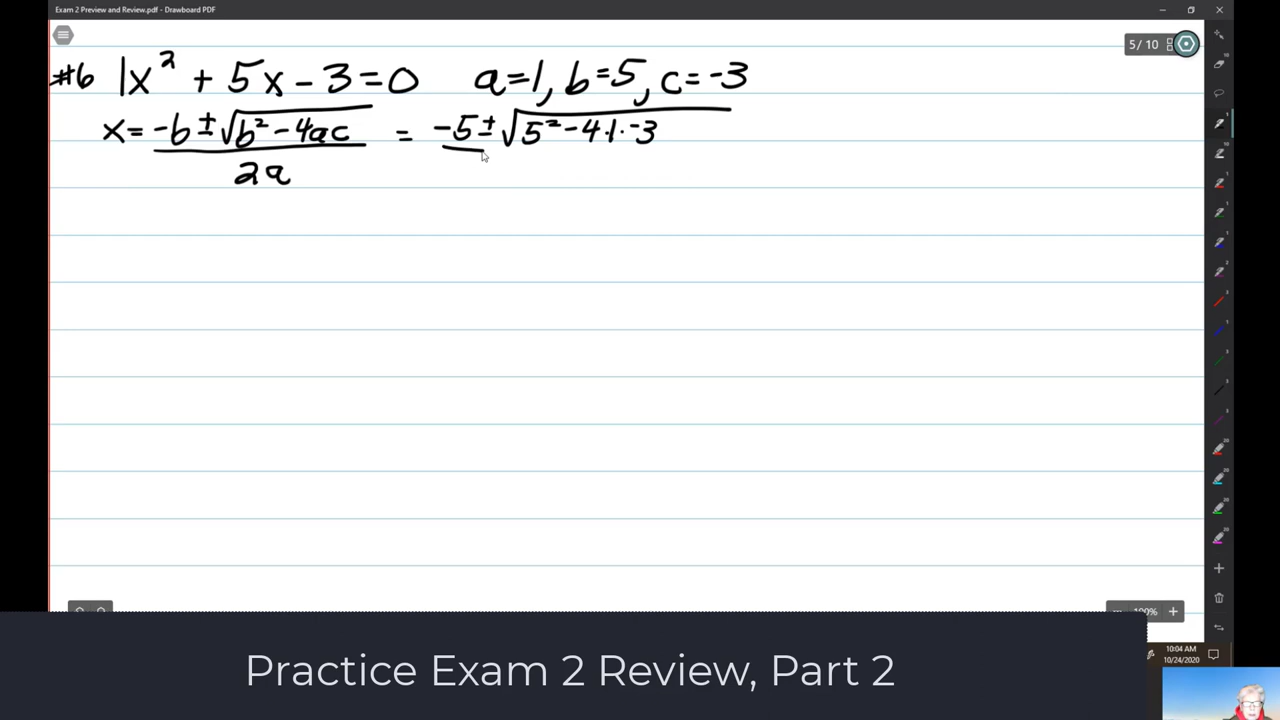 Exam 2 Preview and Review.pdf - Drawboard PDF
5/10
#6 1x² + 5x - 3 = 0 a=1, b=5, c=-3
x = -b±√b²-4ac = -5± √5²-4·1·-3
2a
100%
10:04 AM
10/24/2020
Practice Exam 2 Review, Part 2